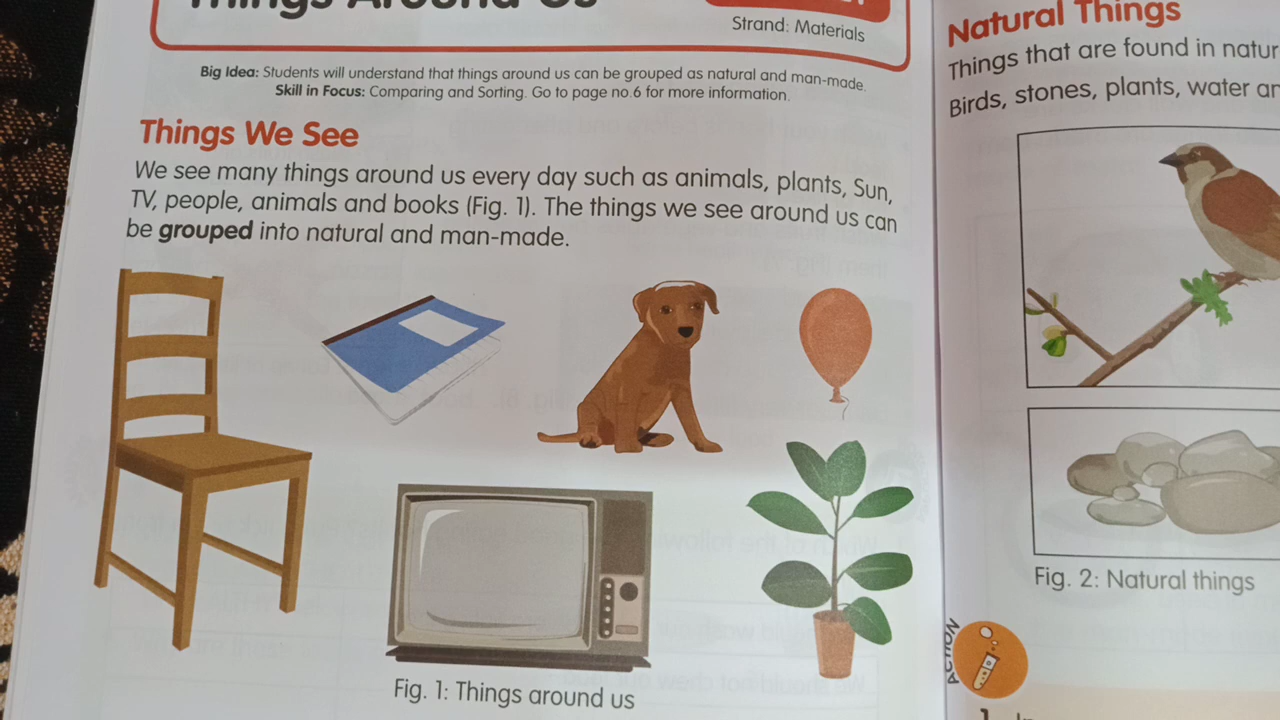 Things Around Us
Strand: Materials
Big Idea: Students will understand that things around us can be grouped as natural and man-made.
Skill in Focus: Comparing and Sorting. Go to page no.6 for more information.
Things We See
We see many things around us every day such as animals, plants, Sun,
TV, people, animals and books (Fig. 1). The things we see around us can
be grouped into natural and man-made.
Fig. 1: Things around us
Natural Things
Things that are found in natur
Birds, stones, plants, water an
Fig. 2: Natural things
ACTION